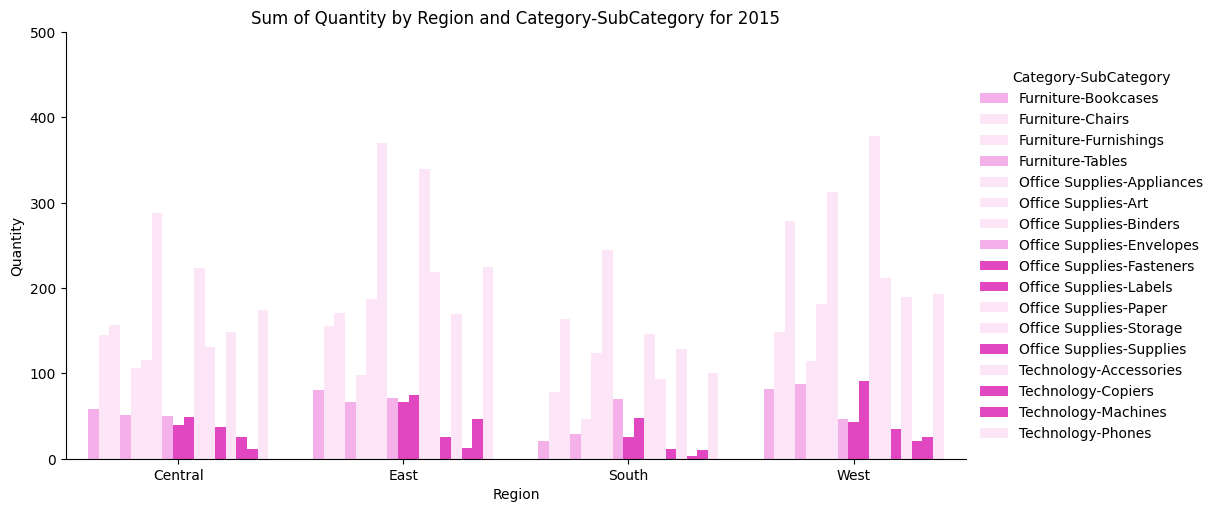 Sum of Quantity by Region and Category-SubCategory for 2015
500
400
300
200
100
0
Quantity
Central
East
South
West
Region
Category-SubCategory
Furniture-Bookcases
Furniture-Chairs
Furniture-Furnishings
Furniture-Tables
Office Supplies-Appliances
Office Supplies-Art
Office Supplies-Binders
Office Supplies-Envelopes
Office Supplies-Fasteners
Office Supplies-Labels
Office Supplies-Paper
Office Supplies-Storage
Office Supplies-Supplies
Technology-Accessories
Technology-Copiers
Technology-Machines
Technology-Phones